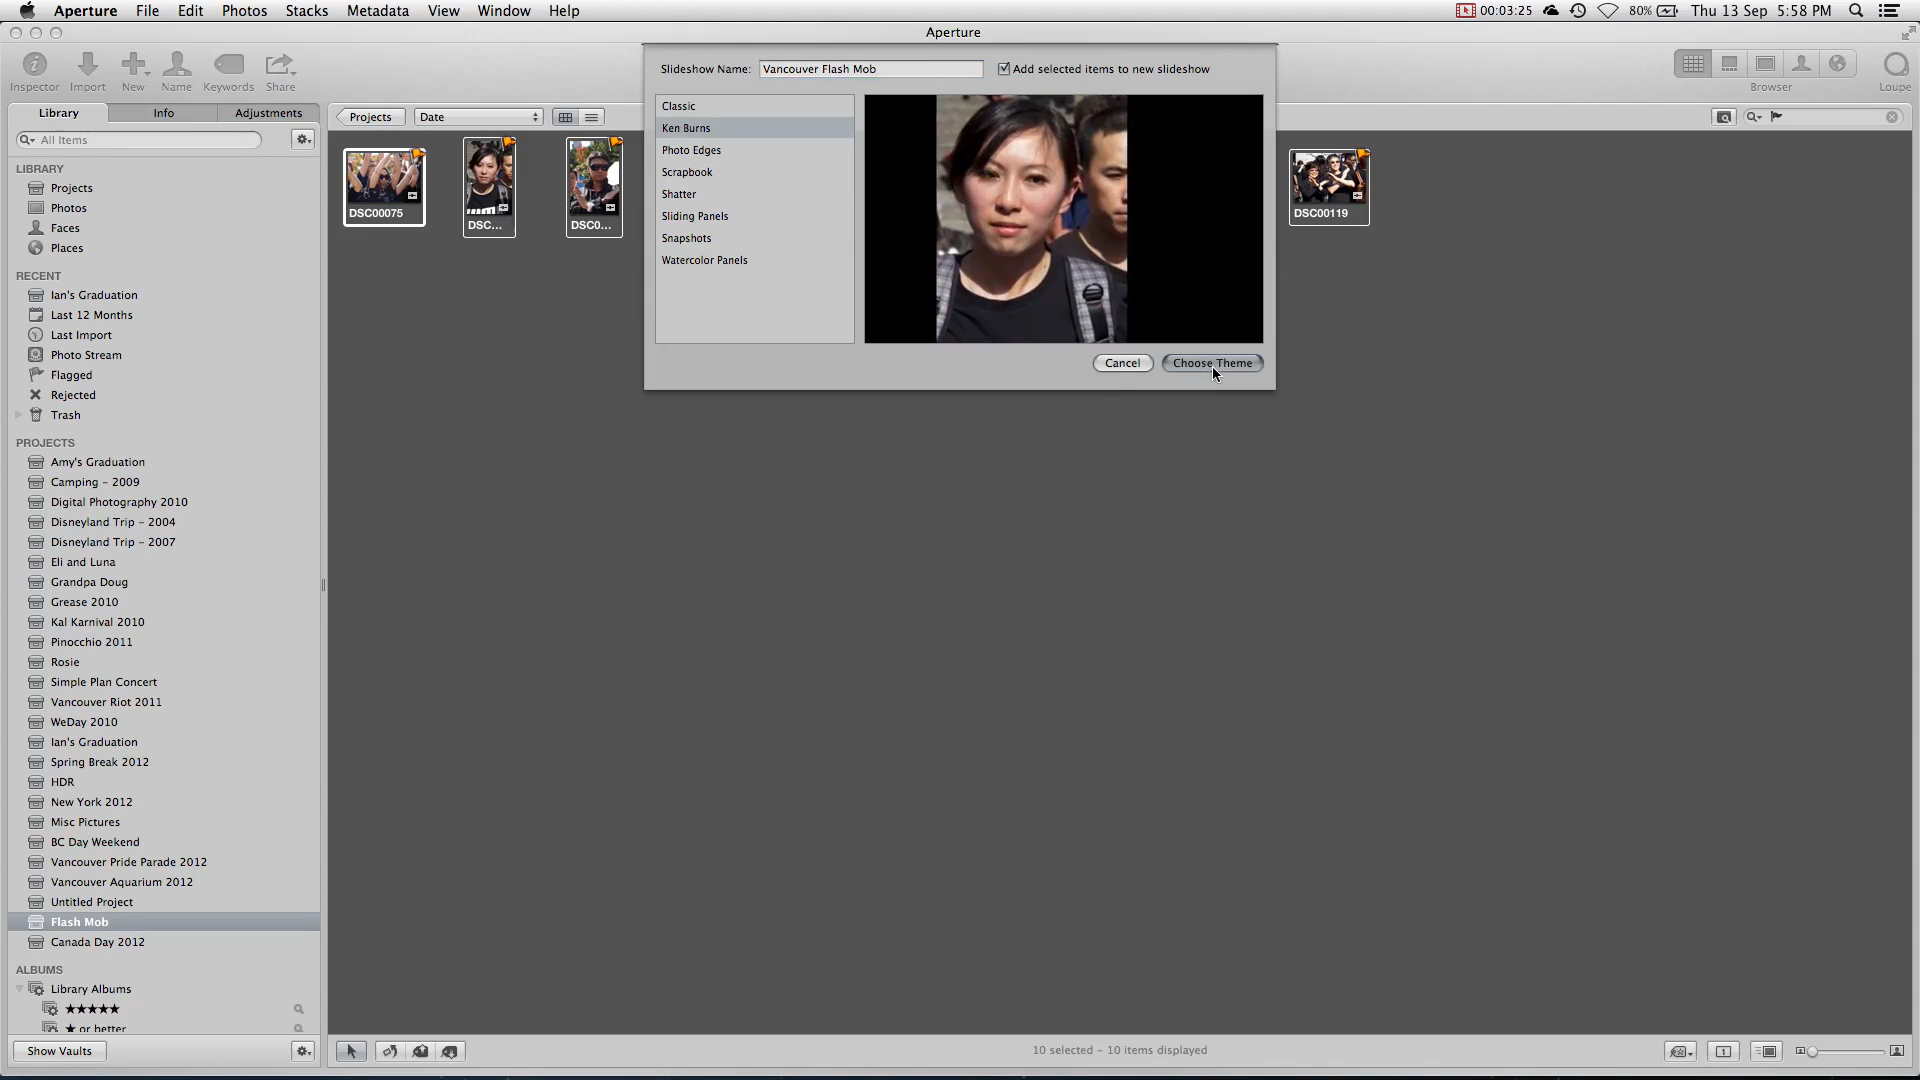 Aperture File Edit Photos Stacks Metadata View Window Help 00:03:25 80% Thu 13 Sep 5:58 PM
Aperture
Inspector Import New Name Keywords Share Browser Loupe
Slideshow Name: Vancouver Flash Mob Add selected items to new slideshow
Classic
Ken Burns
Photo Edges
Scrapbook
Shatter
Sliding Panels
Snapshots
Watercolor Panels
Cancel Choose Theme
Library Info Adjustments
All Items
LIBRARY
Projects
Photos
Faces
Places
RECENT
Ian's Graduation
Last 12 Months
Last Import
Photo Stream
Flagged
Rejected
Trash
PROJECTS
Amy's Graduation
Camping – 2009
Digital Photography 2010
Disneyland Trip – 2004
Disneyland Trip – 2007
Eli and Luna
Grandpa Doug
Grease 2010
Kal Karnival 2010
Pinocchio 2011
Rosie
Simple Plan Concert
Vancouver Riot 2011
WeDay 2010
Ian's Graduation
Spring Break 2012
HDR
New York 2012
Misc Pictures
BC Day Weekend
Vancouver Pride Parade 2012
Vancouver Aquarium 2012
Untitled Project
Flash Mob
Canada Day 2012
ALBUMS
Library Albums
★★★★★
★ or better
Show Vaults
Projects Date
DSC00075 DSC... DSC0... DSC00119
10 selected – 10 items displayed
1